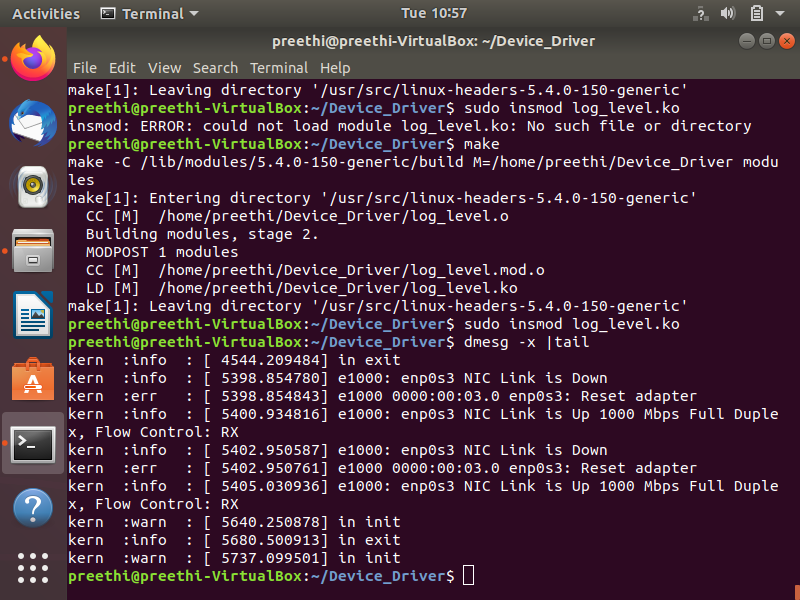 Activities Terminal Tue 10:57
preethi@preethi-VirtualBox: ~/Device_Driver
File Edit View Search Terminal Help
make[1]: Leaving directory '/usr/src/linux-headers-5.4.0-150-generic'
preethi@preethi-VirtualBox:~/Device_Driver$ sudo insmod log_level.ko
insmod: ERROR: could not load module log_level.ko: No such file or directory
preethi@preethi-VirtualBox:~/Device_Driver$ make
make -C /lib/modules/5.4.0-150-generic/build M=/home/preethi/Device_Driver modu
les
make[1]: Entering directory '/usr/src/linux-headers-5.4.0-150-generic'
  CC [M]  /home/preethi/Device_Driver/log_level.o
  Building modules, stage 2.
  MODPOST 1 modules
  CC [M]  /home/preethi/Device_Driver/log_level.mod.o
  LD [M]  /home/preethi/Device_Driver/log_level.ko
make[1]: Leaving directory '/usr/src/linux-headers-5.4.0-150-generic'
preethi@preethi-VirtualBox:~/Device_Driver$ sudo insmod log_level.ko
preethi@preethi-VirtualBox:~/Device_Driver$ dmesg -x |tail
kern  :info  : [ 4544.209484] in exit
kern  :info  : [ 5398.854780] e1000: enp0s3 NIC Link is Down
kern  :err   : [ 5398.854843] e1000 0000:00:03.0 enp0s3: Reset adapter
kern  :info  : [ 5400.934816] e1000: enp0s3 NIC Link is Up 1000 Mbps Full Duple
x, Flow Control: RX
kern  :info  : [ 5402.950587] e1000: enp0s3 NIC Link is Down
kern  :err   : [ 5402.950761] e1000 0000:00:03.0 enp0s3: Reset adapter
kern  :info  : [ 5405.030936] e1000: enp0s3 NIC Link is Up 1000 Mbps Full Duple
x, Flow Control: RX
kern  :warn  : [ 5640.250878] in init
kern  :info  : [ 5680.500913] in exit
kern  :warn  : [ 5737.099501] in init
preethi@preethi-VirtualBox:~/Device_Driver$